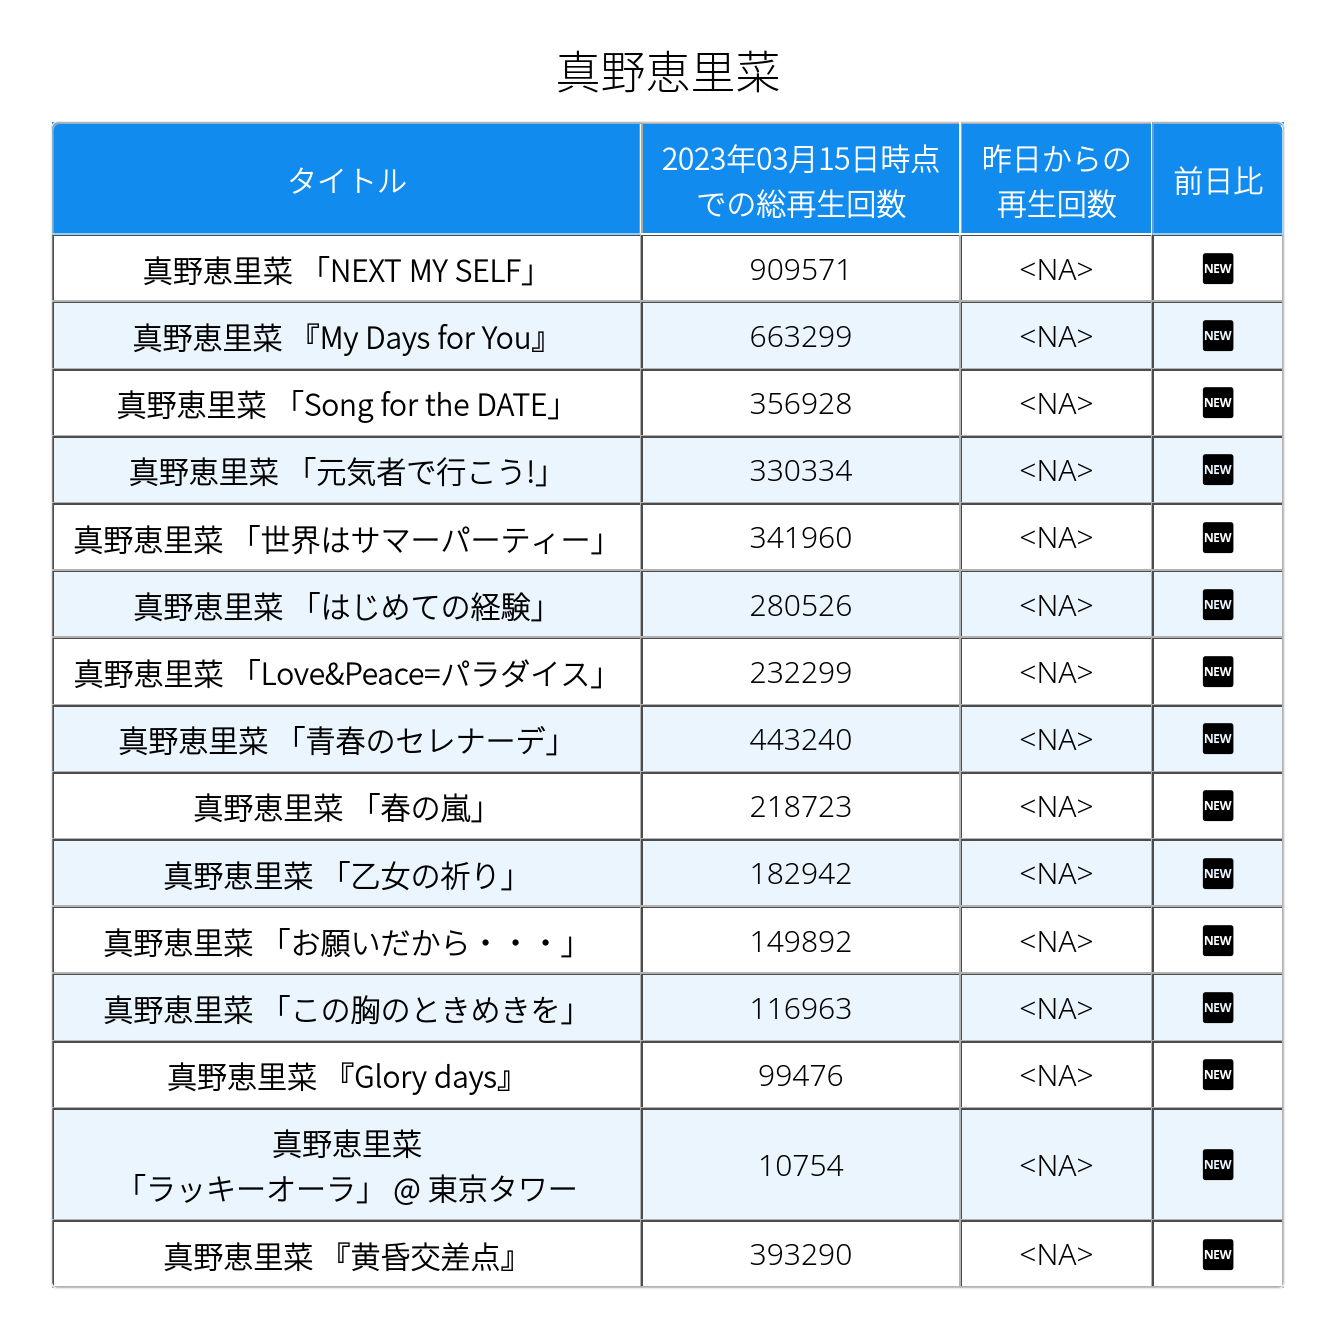 真野恵里菜
タイトル
2023年03月15日時点
での総再生回数
昨日からの
再生回数
前日比
真野恵里菜 「NEXT MY SELF」 909571 <NA> NEW
真野恵里菜 『My Days for You』 663299 <NA> NEW
真野恵里菜 「Song for the DATE」 356928 <NA> NEW
真野恵里菜 「元気者で行こう!」 330334 <NA> NEW
真野恵里菜 「世界はサマーパーティー」 341960 <NA> NEW
真野恵里菜 「はじめての経験」 280526 <NA> NEW
真野恵里菜 「Love&Peace=パラダイス」 232299 <NA> NEW
真野恵里菜 「青春のセレナーデ」 443240 <NA> NEW
真野恵里菜 「春の嵐」 218723 <NA> NEW
真野恵里菜 「乙女の祈り」 182942 <NA> NEW
真野恵里菜 「お願いだから・・・」 149892 <NA> NEW
真野恵里菜 「この胸のときめきを」 116963 <NA> NEW
真野恵里菜 『Glory days』 99476 <NA> NEW
真野恵里菜
「ラッキーオーラ」 @ 東京タワー 10754 <NA> NEW
真野恵里菜 『黄昏交差点』 393290 <NA> NEW